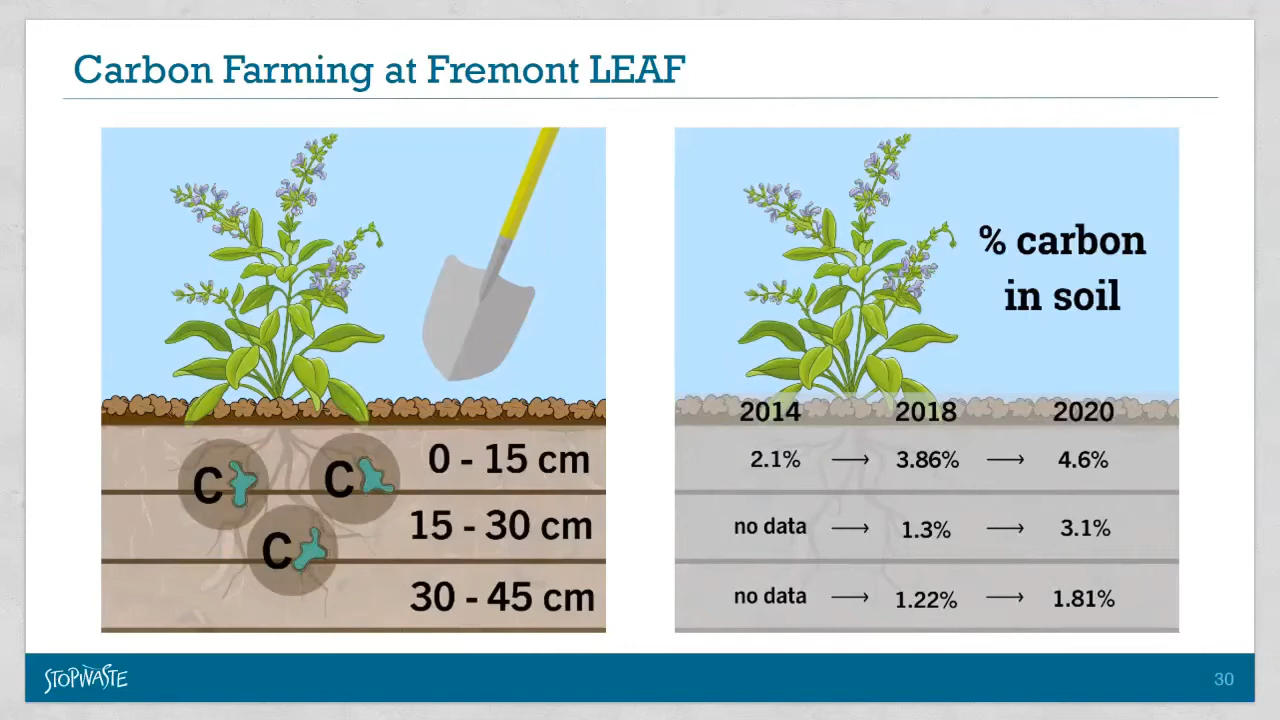 Carbon Farming at Fremont LEAF
C
C
C
0 - 15 cm
15 - 30 cm
30 - 45 cm
% carbon
in soil
2014 2018 2020
2.1% → 3.86% → 4.6%
no data → 1.3% → 3.1%
no data → 1.22% → 1.81%
STOPWASTE
30